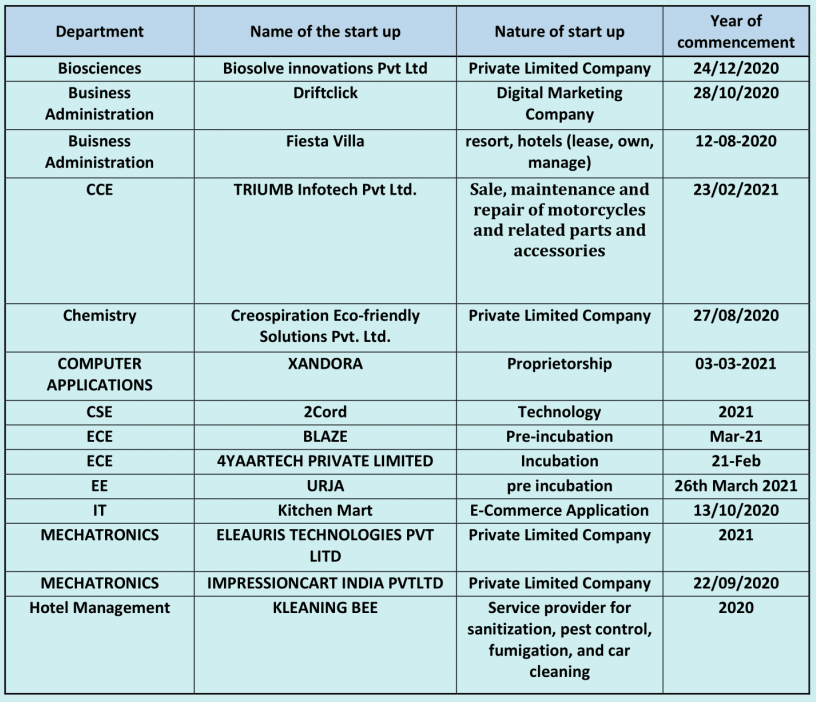 Department Name of the start up Nature of start up Year of
commencement
Biosciences Biosolve innovations Pvt Ltd Private Limited Company 24/12/2020
Business Driftclick Digital Marketing 28/10/2020
Administration Company
Buisness Fiesta Villa resort, hotels (lease, own, 12-08-2020
Administration manage)
CCE TRIUMB Infotech Pvt Ltd. Sale, maintenance and 23/02/2021
repair of motorcycles
and related parts and
accessories
Chemistry Creospiration Eco-friendly Private Limited Company 27/08/2020
Solutions Pvt. Ltd.
COMPUTER XANDORA Proprietorship 03-03-2021
APPLICATIONS
CSE 2Cord Technology 2021
ECE BLAZE Pre-incubation Mar-21
ECE 4YAARTECH PRIVATE LIMITED Incubation 21-Feb
EE URJA pre incubation 26th March 2021
IT Kitchen Mart E-Commerce Application 13/10/2020
MECHATRONICS ELEAURIS TECHNOLOGIES PVT Private Limited Company 2021
LITD
MECHATRONICS IMPRESSIONCART INDIA PVTLTD Private Limited Company 22/09/2020
Hotel Management KLEANING BEE Service provider for 2020
sanitization, pest control,
fumigation, and car
cleaning